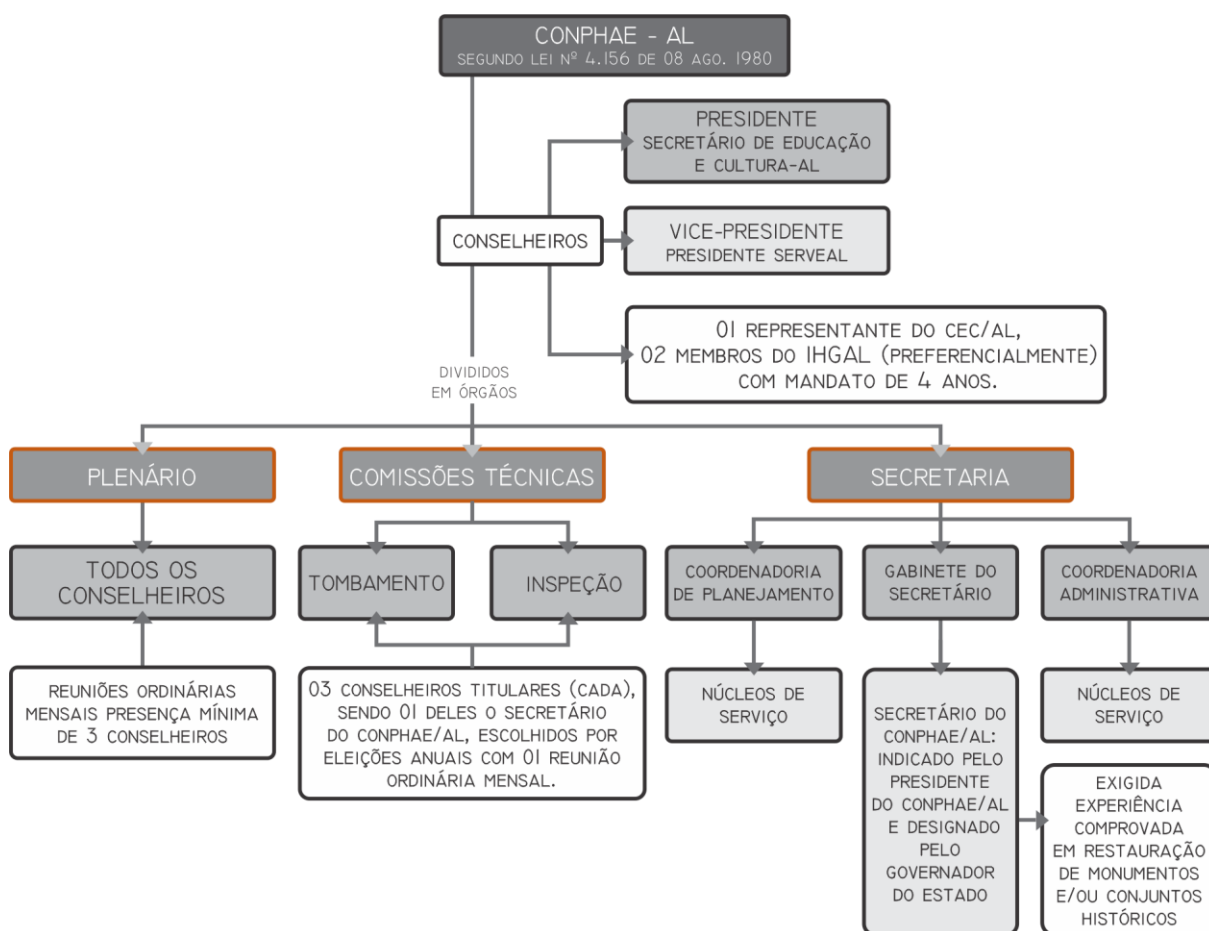 CONPHAE - AL
SEGUNDO LEI Nº 4.156 DE 08 AGO. 1980
PRESIDENTE
SECRETÁRIO DE EDUCAÇÃO
E CULTURA-AL
CONSELHEIROS
VICE-PRESIDENTE
PRESIDENTE SERVEAL
01 REPRESENTANTE DO CEC/AL,
02 MEMBROS DO IHGAL (PREFERENCIALMENTE)
COM MANDATO DE 4 ANOS.
DIVIDIDOS
EM ÓRGÃOS
PLENÁRIO
COMISSÕES TÉCNICAS
SECRETARIA
TODOS OS
CONSELHEIROS
TOMBAMENTO
INSPEÇÃO
COORDENADORIA
DE PLANEJAMENTO
GABINETE DO
SECRETÁRIO
COORDENADORIA
ADMINISTRATIVA
REUNIÕES ORDINÁRIAS
MENSAIS PRESENÇA MÍNIMA
DE 3 CONSELHEIROS
03 CONSELHEIROS TITULARES (CADA),
SENDO 01 DELES O SECRETÁRIO
DO CONPHAE/AL, ESCOLHIDOS POR
ELEIÇÕES ANUAIS COM 01 REUNIÃO
ORDINÁRIA MENSAL.
NÚCLEOS DE
SERVIÇO
SECRETÁRIO DO
CONPHAE/AL:
INDICADO PELO
PRESIDENTE
DO CONPHAE/AL
E DESIGNADO
PELO
GOVERNADOR
DO ESTADO
NÚCLEOS DE
SERVIÇO
EXIGIDA
EXPERIÊNCIA
COMPROVADA
EM RESTAURAÇÃO
DE MONUMENTOS
E/OU CONJUNTOS
HISTÓRICOS